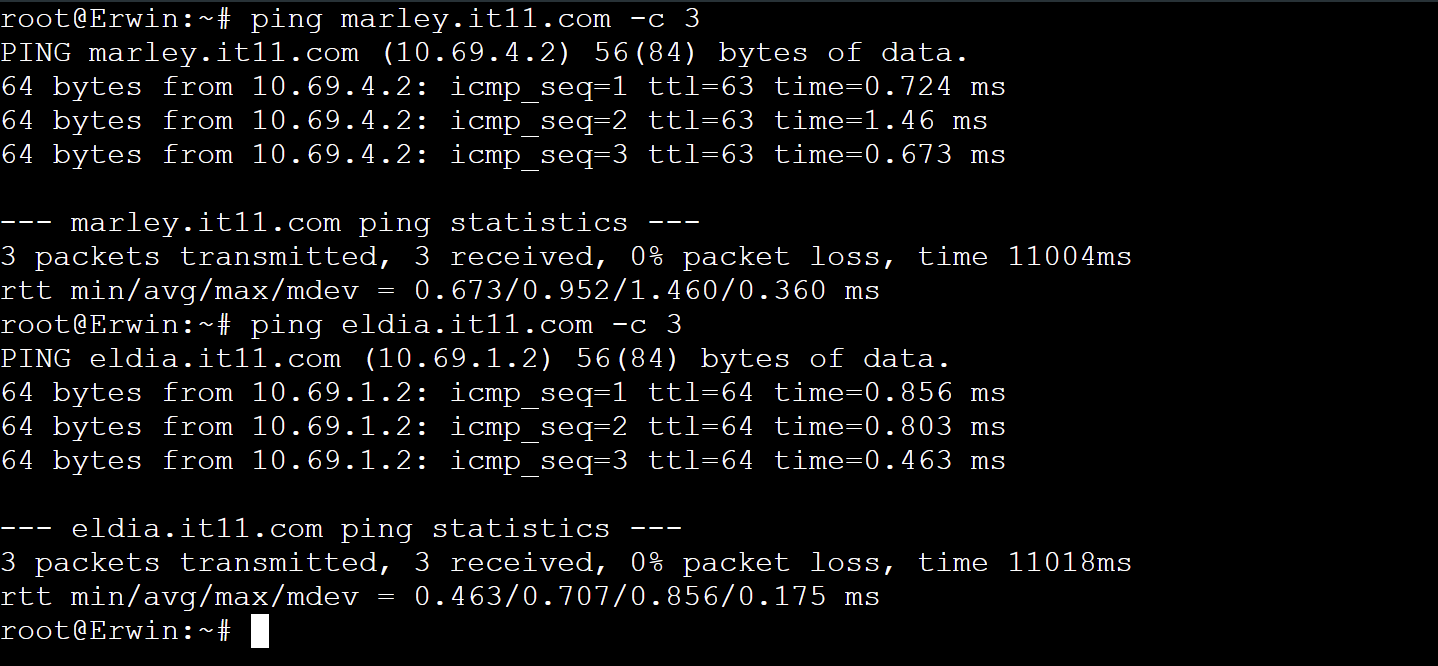 root@Erwin:~# ping marley.it11.com -c 3
PING marley.it11.com (10.69.4.2) 56(84) bytes of data.
64 bytes from 10.69.4.2: icmp_seq=1 ttl=63 time=0.724 ms
64 bytes from 10.69.4.2: icmp_seq=2 ttl=63 time=1.46 ms
64 bytes from 10.69.4.2: icmp_seq=3 ttl=63 time=0.673 ms

--- marley.it11.com ping statistics ---
3 packets transmitted, 3 received, 0% packet loss, time 11004ms
rtt min/avg/max/mdev = 0.673/0.952/1.460/0.360 ms
root@Erwin:~# ping eldia.it11.com -c 3
PING eldia.it11.com (10.69.1.2) 56(84) bytes of data.
64 bytes from 10.69.1.2: icmp_seq=1 ttl=64 time=0.856 ms
64 bytes from 10.69.1.2: icmp_seq=2 ttl=64 time=0.803 ms
64 bytes from 10.69.1.2: icmp_seq=3 ttl=64 time=0.463 ms

--- eldia.it11.com ping statistics ---
3 packets transmitted, 3 received, 0% packet loss, time 11018ms
rtt min/avg/max/mdev = 0.463/0.707/0.856/0.175 ms
root@Erwin:~#